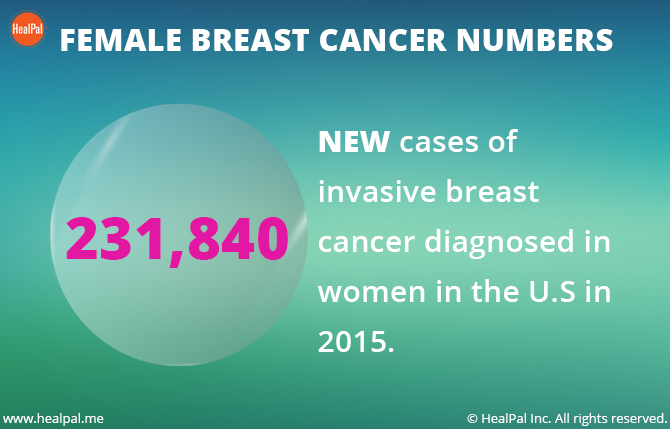 HealPal
FEMALE BREAST CANCER NUMBERS
231,840
NEW cases of
invasive breast
cancer diagnosed in
women in the U.S in
2015.
www.healpal.me
© HealPal Inc. All rights reserved.